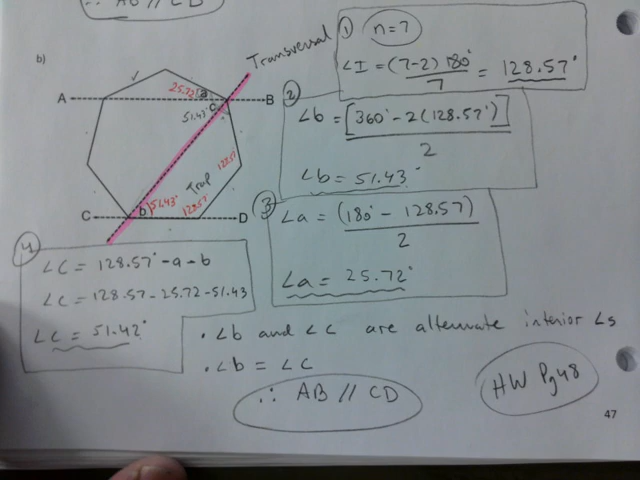 ∴ AB // CD
b)
Transversal
A
B
25.72° a
c
51.43°
128.57
Trap
b 51.43°
128.57
C
D
① n=7
∠I = (7-2)180° / 7 = 128.57°
②
∠b = [360° - 2(128.57°)] / 2
∠b = 51.43°
③
∠a = (180° - 128.57) / 2
∠a = 25.72°
④
∠C = 128.57° - a - b
∠C = 128.57 - 25.72 - 51.43
∠C = 51.42°
• ∠b and ∠C are alternate interior ∠s
• ∠b = ∠C
∴ AB // CD
HW Pg 48
47